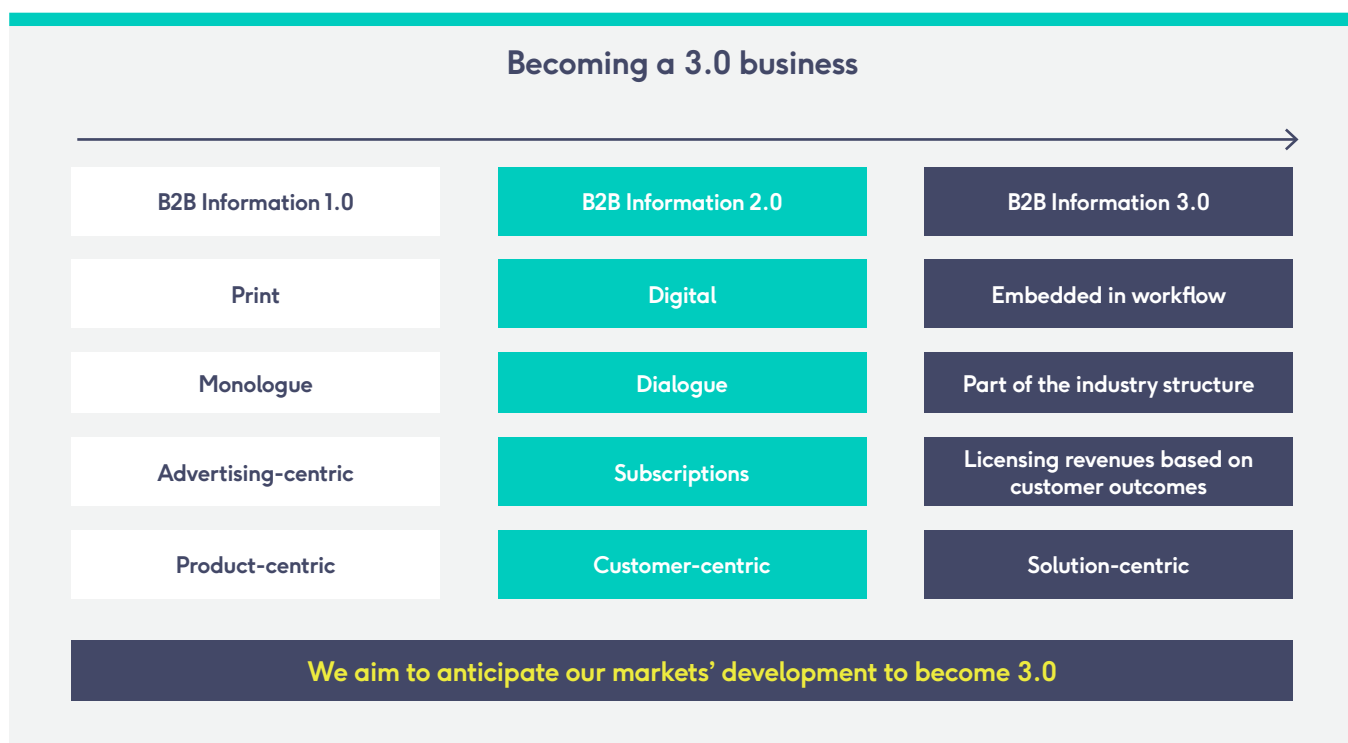 Becoming a 3.0 business
B2B Information 1.0
B2B Information 2.0
B2B Information 3.0
Print
Digital
Embedded in workflow
Monologue
Dialogue
Part of the industry structure
Advertising-centric
Subscriptions
Licensing revenues based on
customer outcomes
Product-centric
Customer-centric
Solution-centric
We aim to anticipate our markets’ development to become 3.0